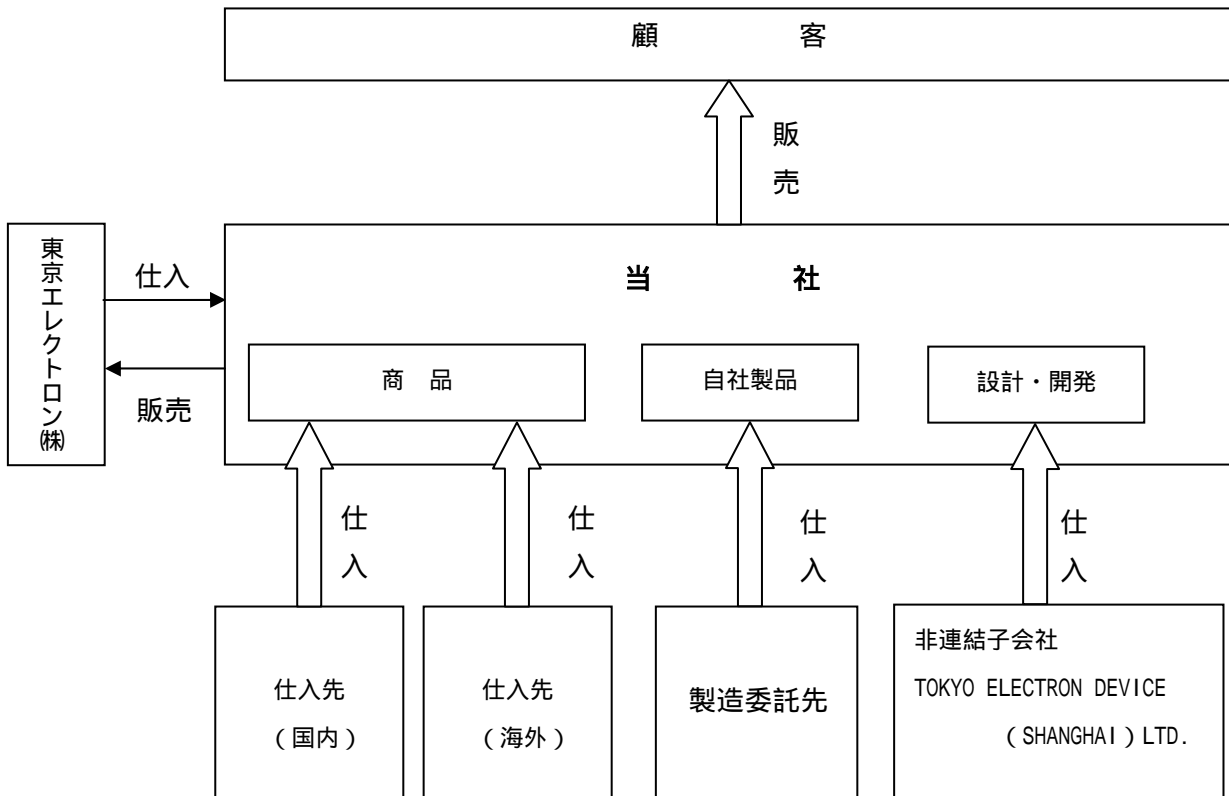 顧 客
販売
東京エレクトロン㈱
仕入
販売
当 社
商 品
自社製品
設計・開発
仕入
仕入
仕入
仕入
仕入先
(国内)
仕入先
(海外)
製造委託先
非連結子会社
TOKYO ELECTRON DEVICE
(SHANGHAI)LTD.